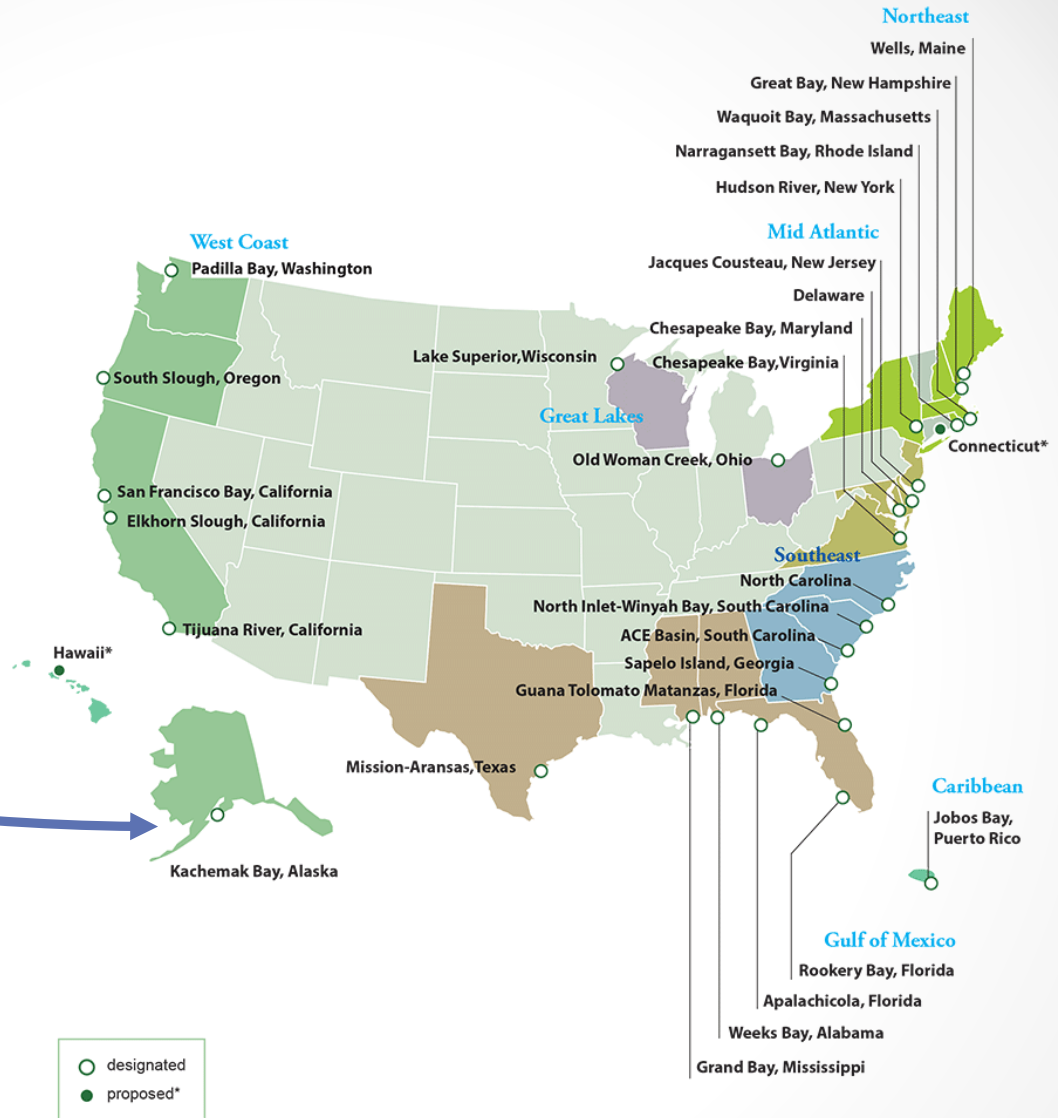 Northeast
Wells, Maine
Great Bay, New Hampshire
Waquoit Bay, Massachusetts
Narragansett Bay, Rhode Island
Hudson River, New York
Mid Atlantic
Jacques Cousteau, New Jersey
Delaware
Chesapeake Bay, Maryland
Chesapeake Bay,Virginia
West Coast
Padilla Bay, Washington
Lake Superior,Wisconsin
South Slough, Oregon
Great Lakes
Connecticut*
Old Woman Creek, Ohio
San Francisco Bay, California
Elkhorn Slough, California
Southeast
North Carolina
North Inlet-Winyah Bay, South Carolina
Tijuana River, California
ACE Basin, South Carolina
Hawaii*
Sapelo Island, Georgia
Guana Tolomato Matanzas, Florida
Mission-Aransas,Texas
Caribbean
Jobos Bay,
Puerto Rico
Kachemak Bay, Alaska
Gulf of Mexico
Rookery Bay, Florida
Apalachicola, Florida
Weeks Bay, Alabama
Grand Bay, Mississippi
designated
proposed*